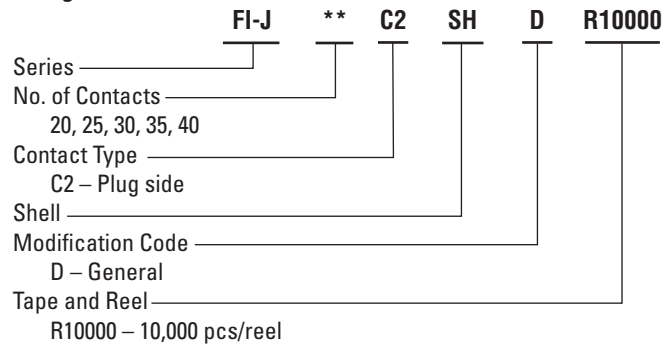 FI-J ** C2 SH D R10000
Series
No. of Contacts
20, 25, 30, 35, 40
Contact Type
C2 – Plug side
Shell
Modification Code
D – General
Tape and Reel
R10000 – 10,000 pcs/reel